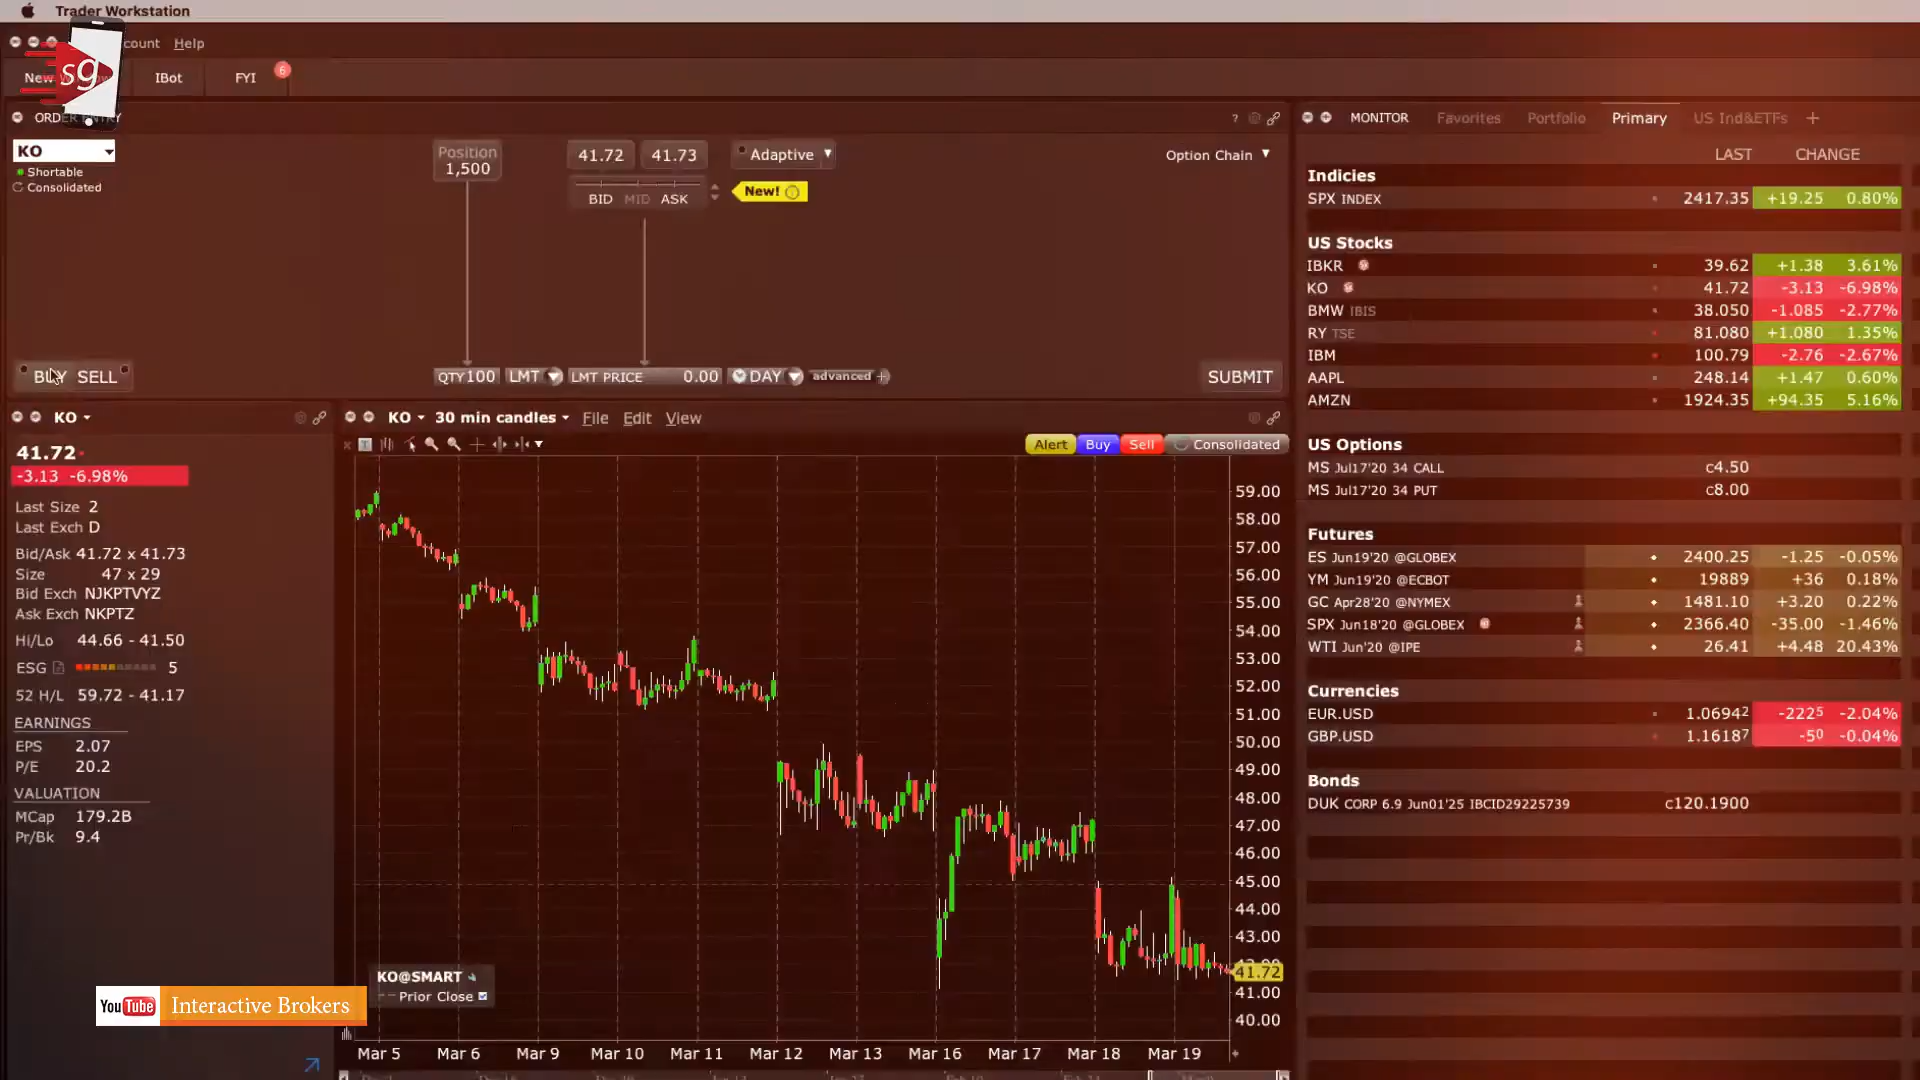 Trader Workstation
count Help
New IBot FYI 6
sg
ORDER ENTRY
KO
Shortable
Consolidated
Position
1,500
41.72 41.73
Adaptive
BID MID ASK
New!
Option Chain
BUY SELL
QTY 100 LMT LMT PRICE 0.00 DAY advanced
SUBMIT
KO
41.72
-3.13 -6.98%
Last Size 2
Last Exch D
Bid/Ask 41.72 x 41.73
Size 47 x 29
Bid Exch NJKPTVYZ
Ask Exch NKPTZ
Hi/Lo 44.66 - 41.50
ESG 5
52 H/L 59.72 - 41.17
EARNINGS
EPS 2.07
P/E 20.2
VALUATION
MCap 179.2B
Pr/Bk 9.4
YouTube Interactive Brokers
KO 30 min candles File Edit View
Alert Buy Sell Consolidated
59.00
58.00
57.00
56.00
55.00
54.00
53.00
52.00
51.00
50.00
49.00
48.00
47.00
46.00
45.00
44.00
43.00
41.72
41.00
40.00
KO@SMART
Prior Close
Mar 5 Mar 6 Mar 9 Mar 10 Mar 11 Mar 12 Mar 13 Mar 16 Mar 17 Mar 18 Mar 19
MONITOR Favorites Portfolio Primary US Ind&ETFs +
LAST CHANGE
Indicies
SPX INDEX 2417.35 +19.25 0.80%
US Stocks
IBKR 39.62 +1.38 3.61%
KO 41.72 -3.13 -6.98%
BMW IBIS 38.050 -1.085 -2.77%
RY TSE 81.080 +1.080 1.35%
IBM 100.79 -2.76 -2.67%
AAPL 248.14 +1.47 0.60%
AMZN 1924.35 +94.35 5.16%
US Options
MS Jul17'20 34 CALL c4.50
MS Jul17'20 34 PUT c8.00
Futures
ES Jun19'20 @GLOBEX 2400.25 -1.25 -0.05%
YM Jun19'20 @ECBOT 19889 +36 0.18%
GC Apr28'20 @NYMEX 1481.10 +3.20 0.22%
SPX Jun18'20 @GLOBEX 2366.40 -35.00 -1.46%
WTI Jun'20 @IPE 26.41 +4.48 20.43%
Currencies
EUR.USD 1.0694² -222⁵ -2.04%
GBP.USD 1.1618⁷ -5⁰ -0.04%
Bonds
DUK CORP 6.9 Jun01'25 IBCID29225739 c120.1900